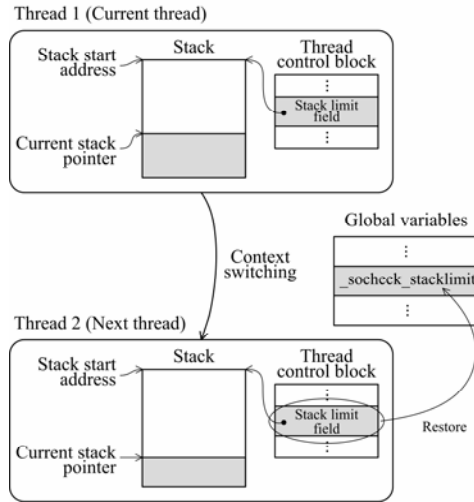 Thread 1 (Current thread)
Stack start
address
Stack
Thread
control block
Stack limit
field
Current stack
pointer
Context
switching
Global variables
_socheck_stacklimit
Thread 2 (Next thread)
Stack start
address
Stack
Thread
control block
Stack limit
field
Current stack
pointer
Restore